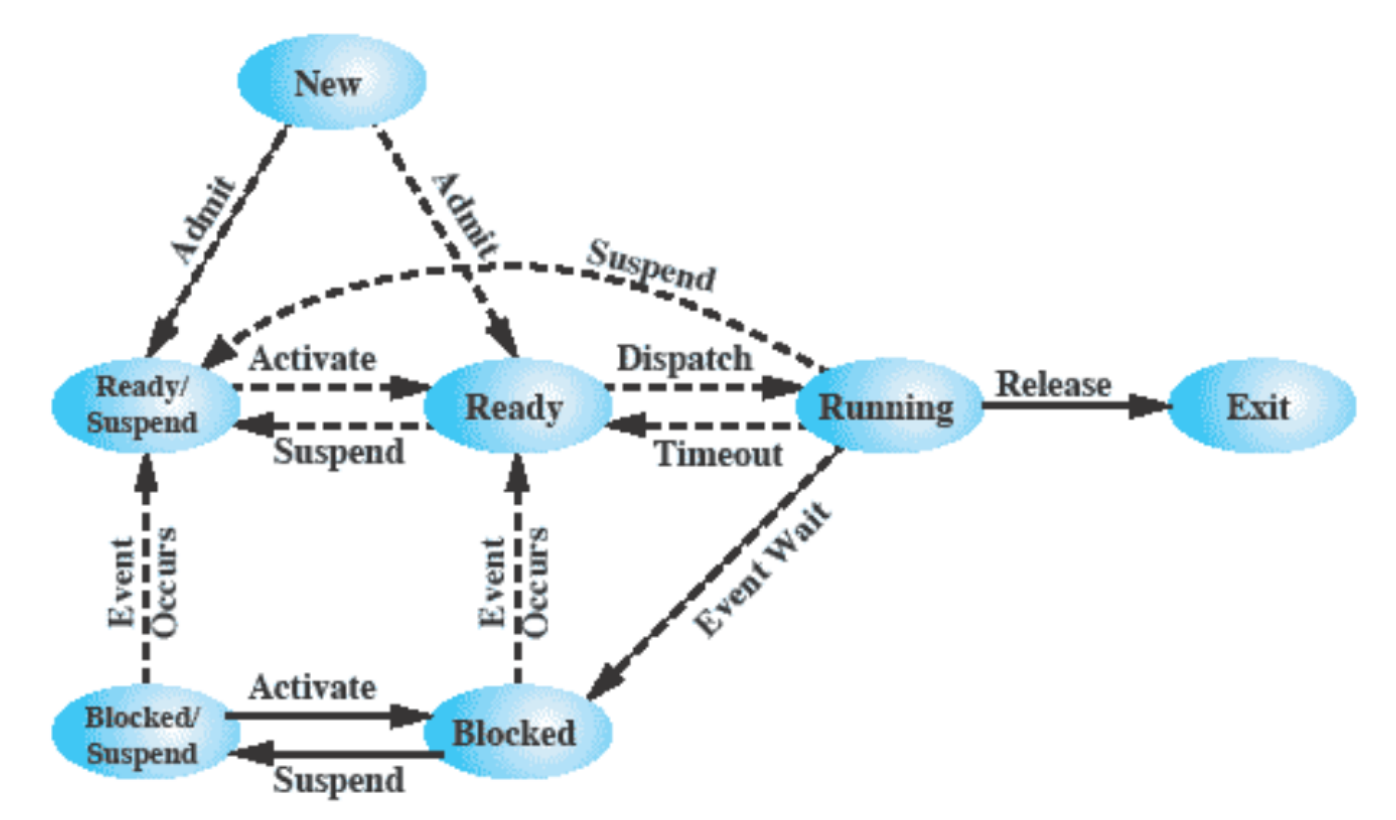 New
Admit
Admit
Suspend
Ready/
Suspend
Activate
Suspend
Ready
Dispatch
Timeout
Running
Release
Exit
Event
Occurs
Event
Occurs
Event Wait
Blocked/
Suspend
Activate
Suspend
Blocked